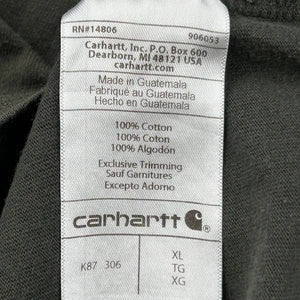 RN#14806 906053
Carhartt, Inc. P.O. Box 600
Dearborn, MI 48121 USA
carhartt.com
Made in Guatemala
Fabriqué au Guatemala
Hecho en Guatemala
100% Cotton
100% Coton
100% Algodón
Exclusive Trimming
Sauf Garnitures
Excepto Adorno
carhartt
K87 306
XL
TG
XG